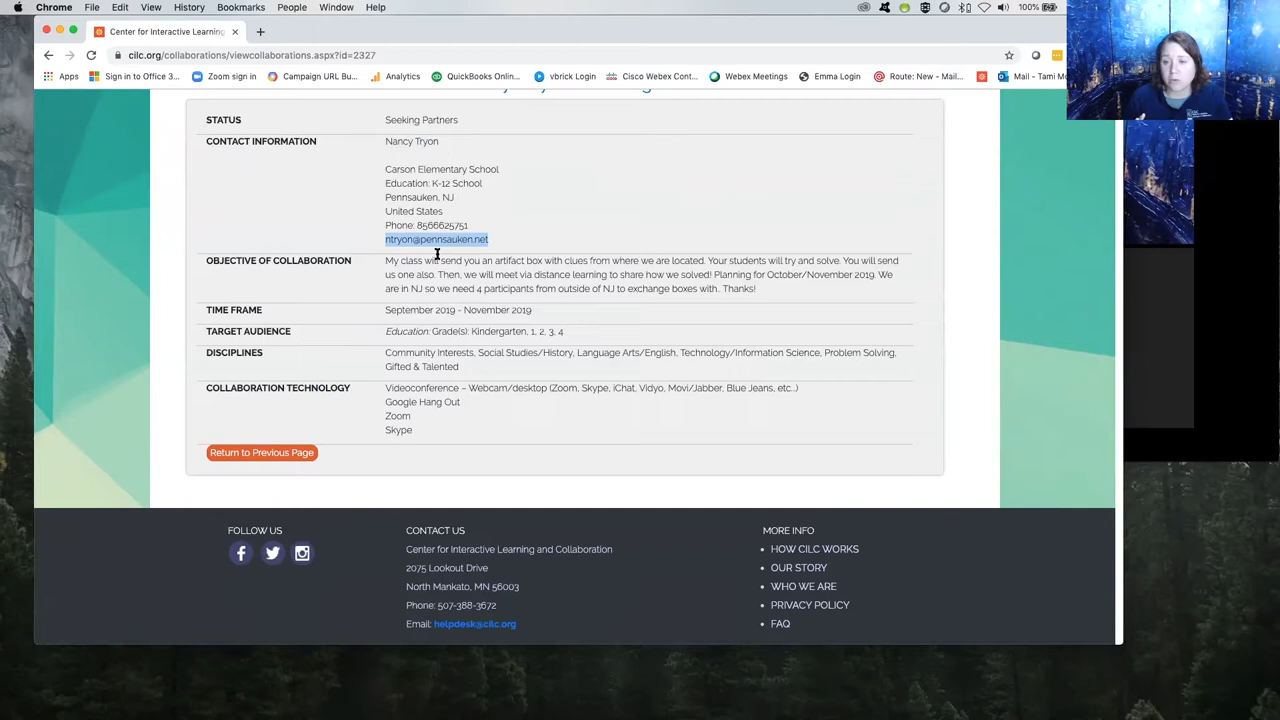 Chrome File Edit View History Bookmarks People Window Help 100%
Center for Interactive Learning
cilc.org/collaborations/viewcollaborations.aspx?id=2327
Apps Sign in to Office 3... Zoom sign in Campaign URL Bu... Analytics QuickBooks Onlin... vbrick Login Cisco Webex Cont... Webex Meetings Emma Login Route: New - Mail... Mail - Tami Mo
STATUS Seeking Partners
CONTACT INFORMATION Nancy Tryon
Carson Elementary School
Education: K-12 School
Pennsauken, NJ
United States
Phone: 8566625751
ntryon@pennsauken.net
OBJECTIVE OF COLLABORATION My class will send you an artifact box with clues from where we are located. Your students will try and solve. You will send
us one also. Then, we will meet via distance learning to share how we solved! Planning for October/November 2019. We
are in NJ so we need 4 participants from outside of NJ to exchange boxes with. Thanks!
TIME FRAME September 2019 - November 2019
TARGET AUDIENCE Education: Grade(s): Kindergarten, 1, 2, 3, 4
DISCIPLINES Community Interests, Social Studies/History, Language Arts/English, Technology/Information Science, Problem Solving,
Gifted & Talented
COLLABORATION TECHNOLOGY Videoconference – Webcam/desktop (Zoom, Skype, iChat, Vidyo, Movi/Jabber, Blue Jeans, etc...)
Google Hang Out
Zoom
Skype
Return to Previous Page
FOLLOW US CONTACT US MORE INFO
Center for Interactive Learning and Collaboration • HOW CILC WORKS
2075 Lookout Drive • OUR STORY
North Mankato, MN 56003 • WHO WE ARE
Phone: 507-388-3672 • PRIVACY POLICY
Email: helpdesk@cilc.org • FAQ